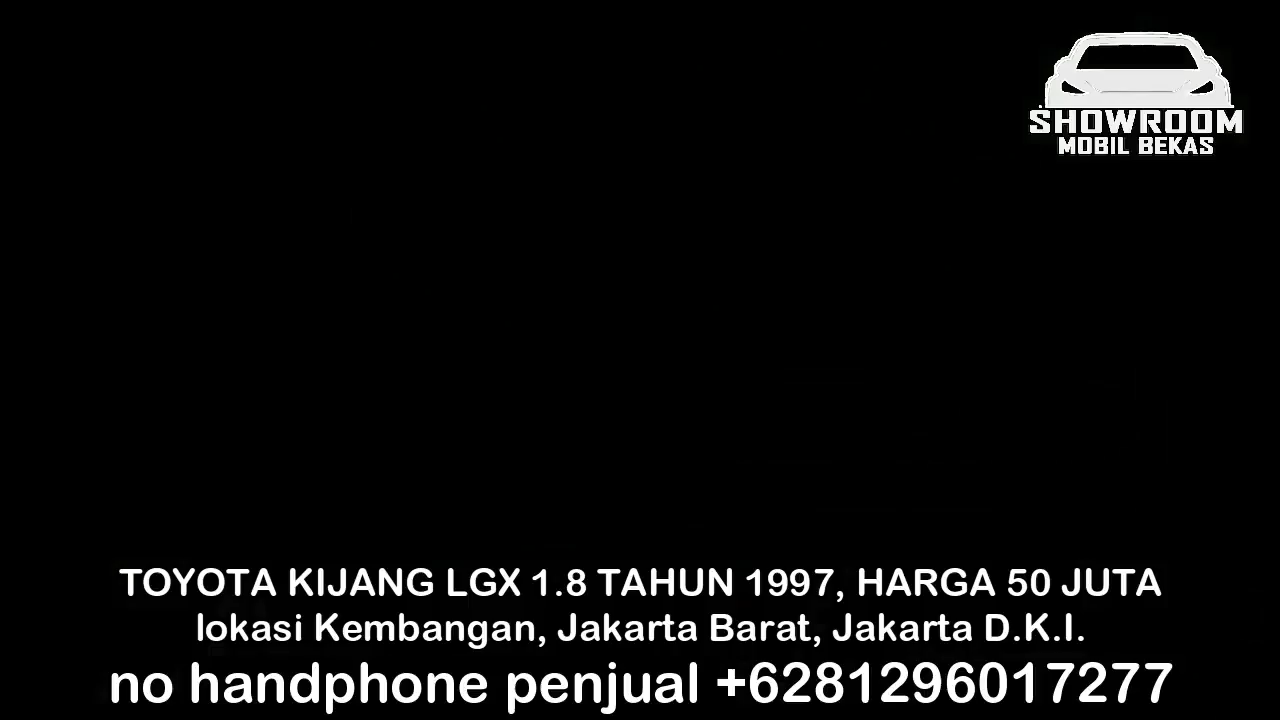 SHOWROOM
MOBIL BEKAS
TOYOTA KIJANG LGX 1.8 TAHUN 1997, HARGA 50 JUTA
lokasi Kembangan, Jakarta Barat, Jakarta D.K.I.
no handphone penjual +6281296017277